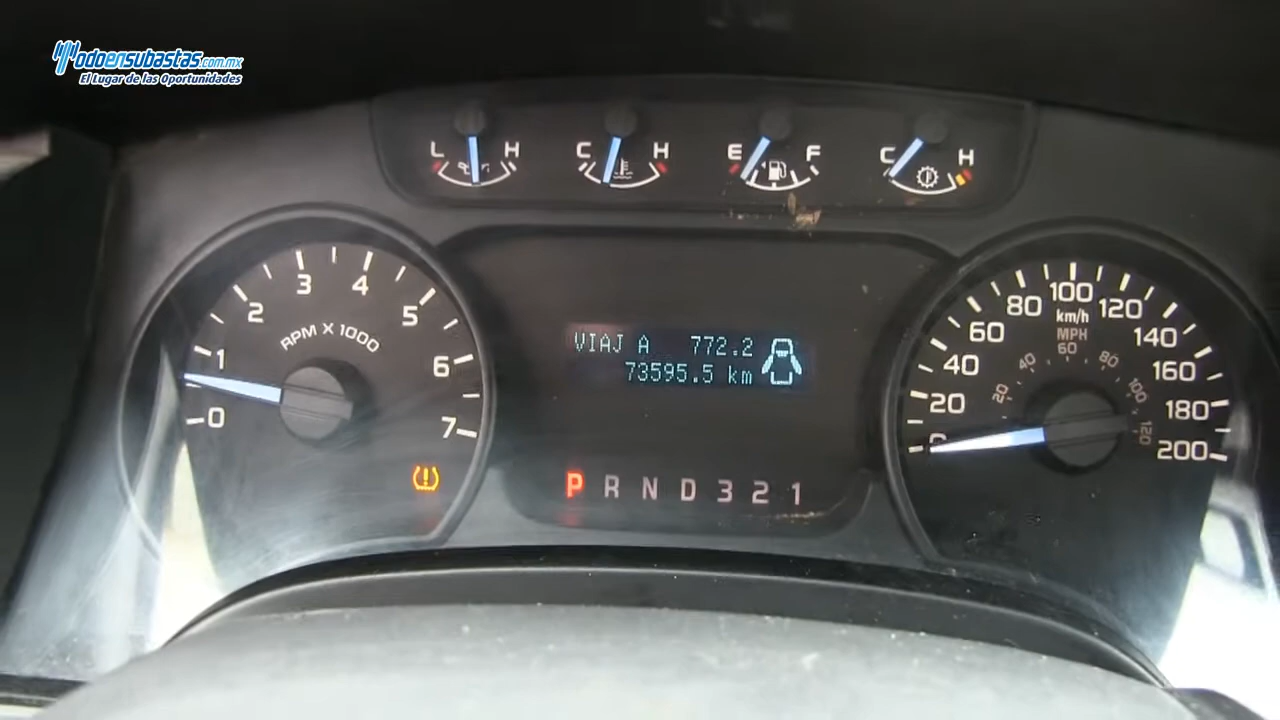 todoensubastas.com.mx
El Lugar de las Oportunidades
L H C H E F C H
0 1 2 3 4 5 6 7
RPM X 1000
VIAJ A 772.2
73595.5 km
P R N D 3 2 1
0 20 40 60 80 100 120 140 160 180 200
km/h
MPH
20 40 60 80 100 120